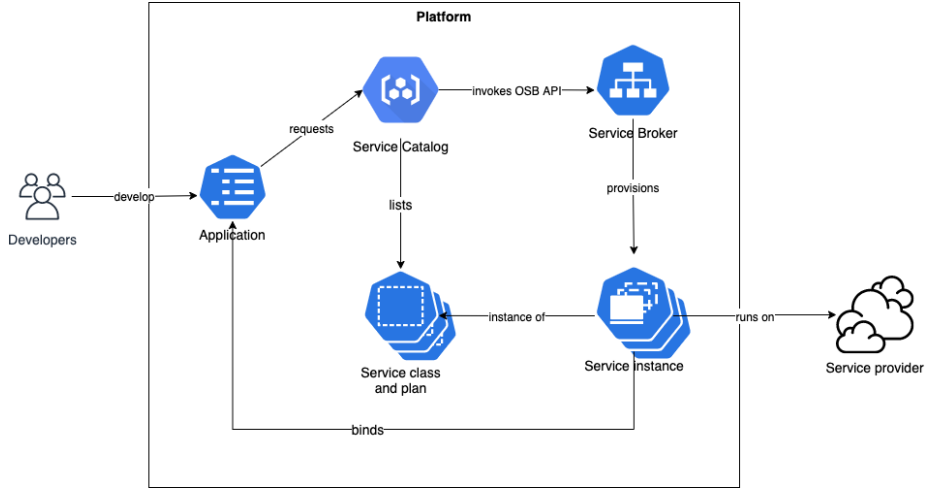 Platform
invokes OSB API
requests
Service Broker
Service Catalog
provisions
develop
lists
Application
Developers
instance of
runs on
Service instance
Service provider
Service class
and plan
binds